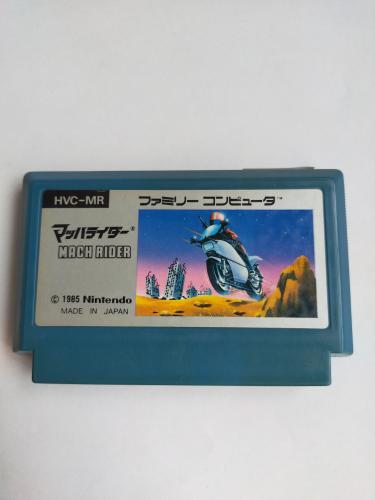 HVC-MR
ファミリー コンピュータ™
マッハライダー®
MACH RIDER
© 1985 Nintendo
MADE IN JAPAN